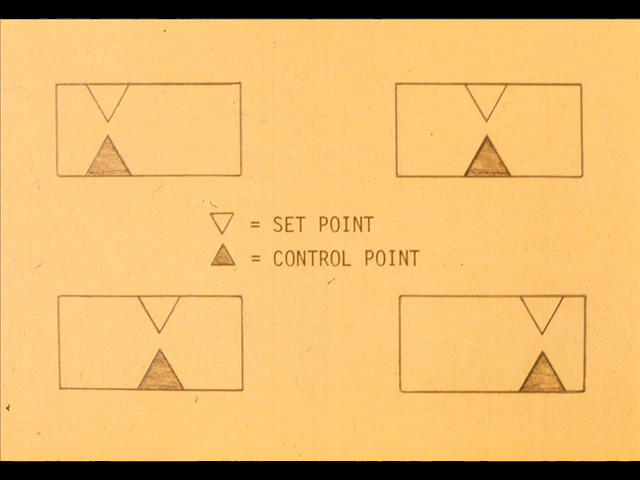 = SET POINT
= CONTROL POINT